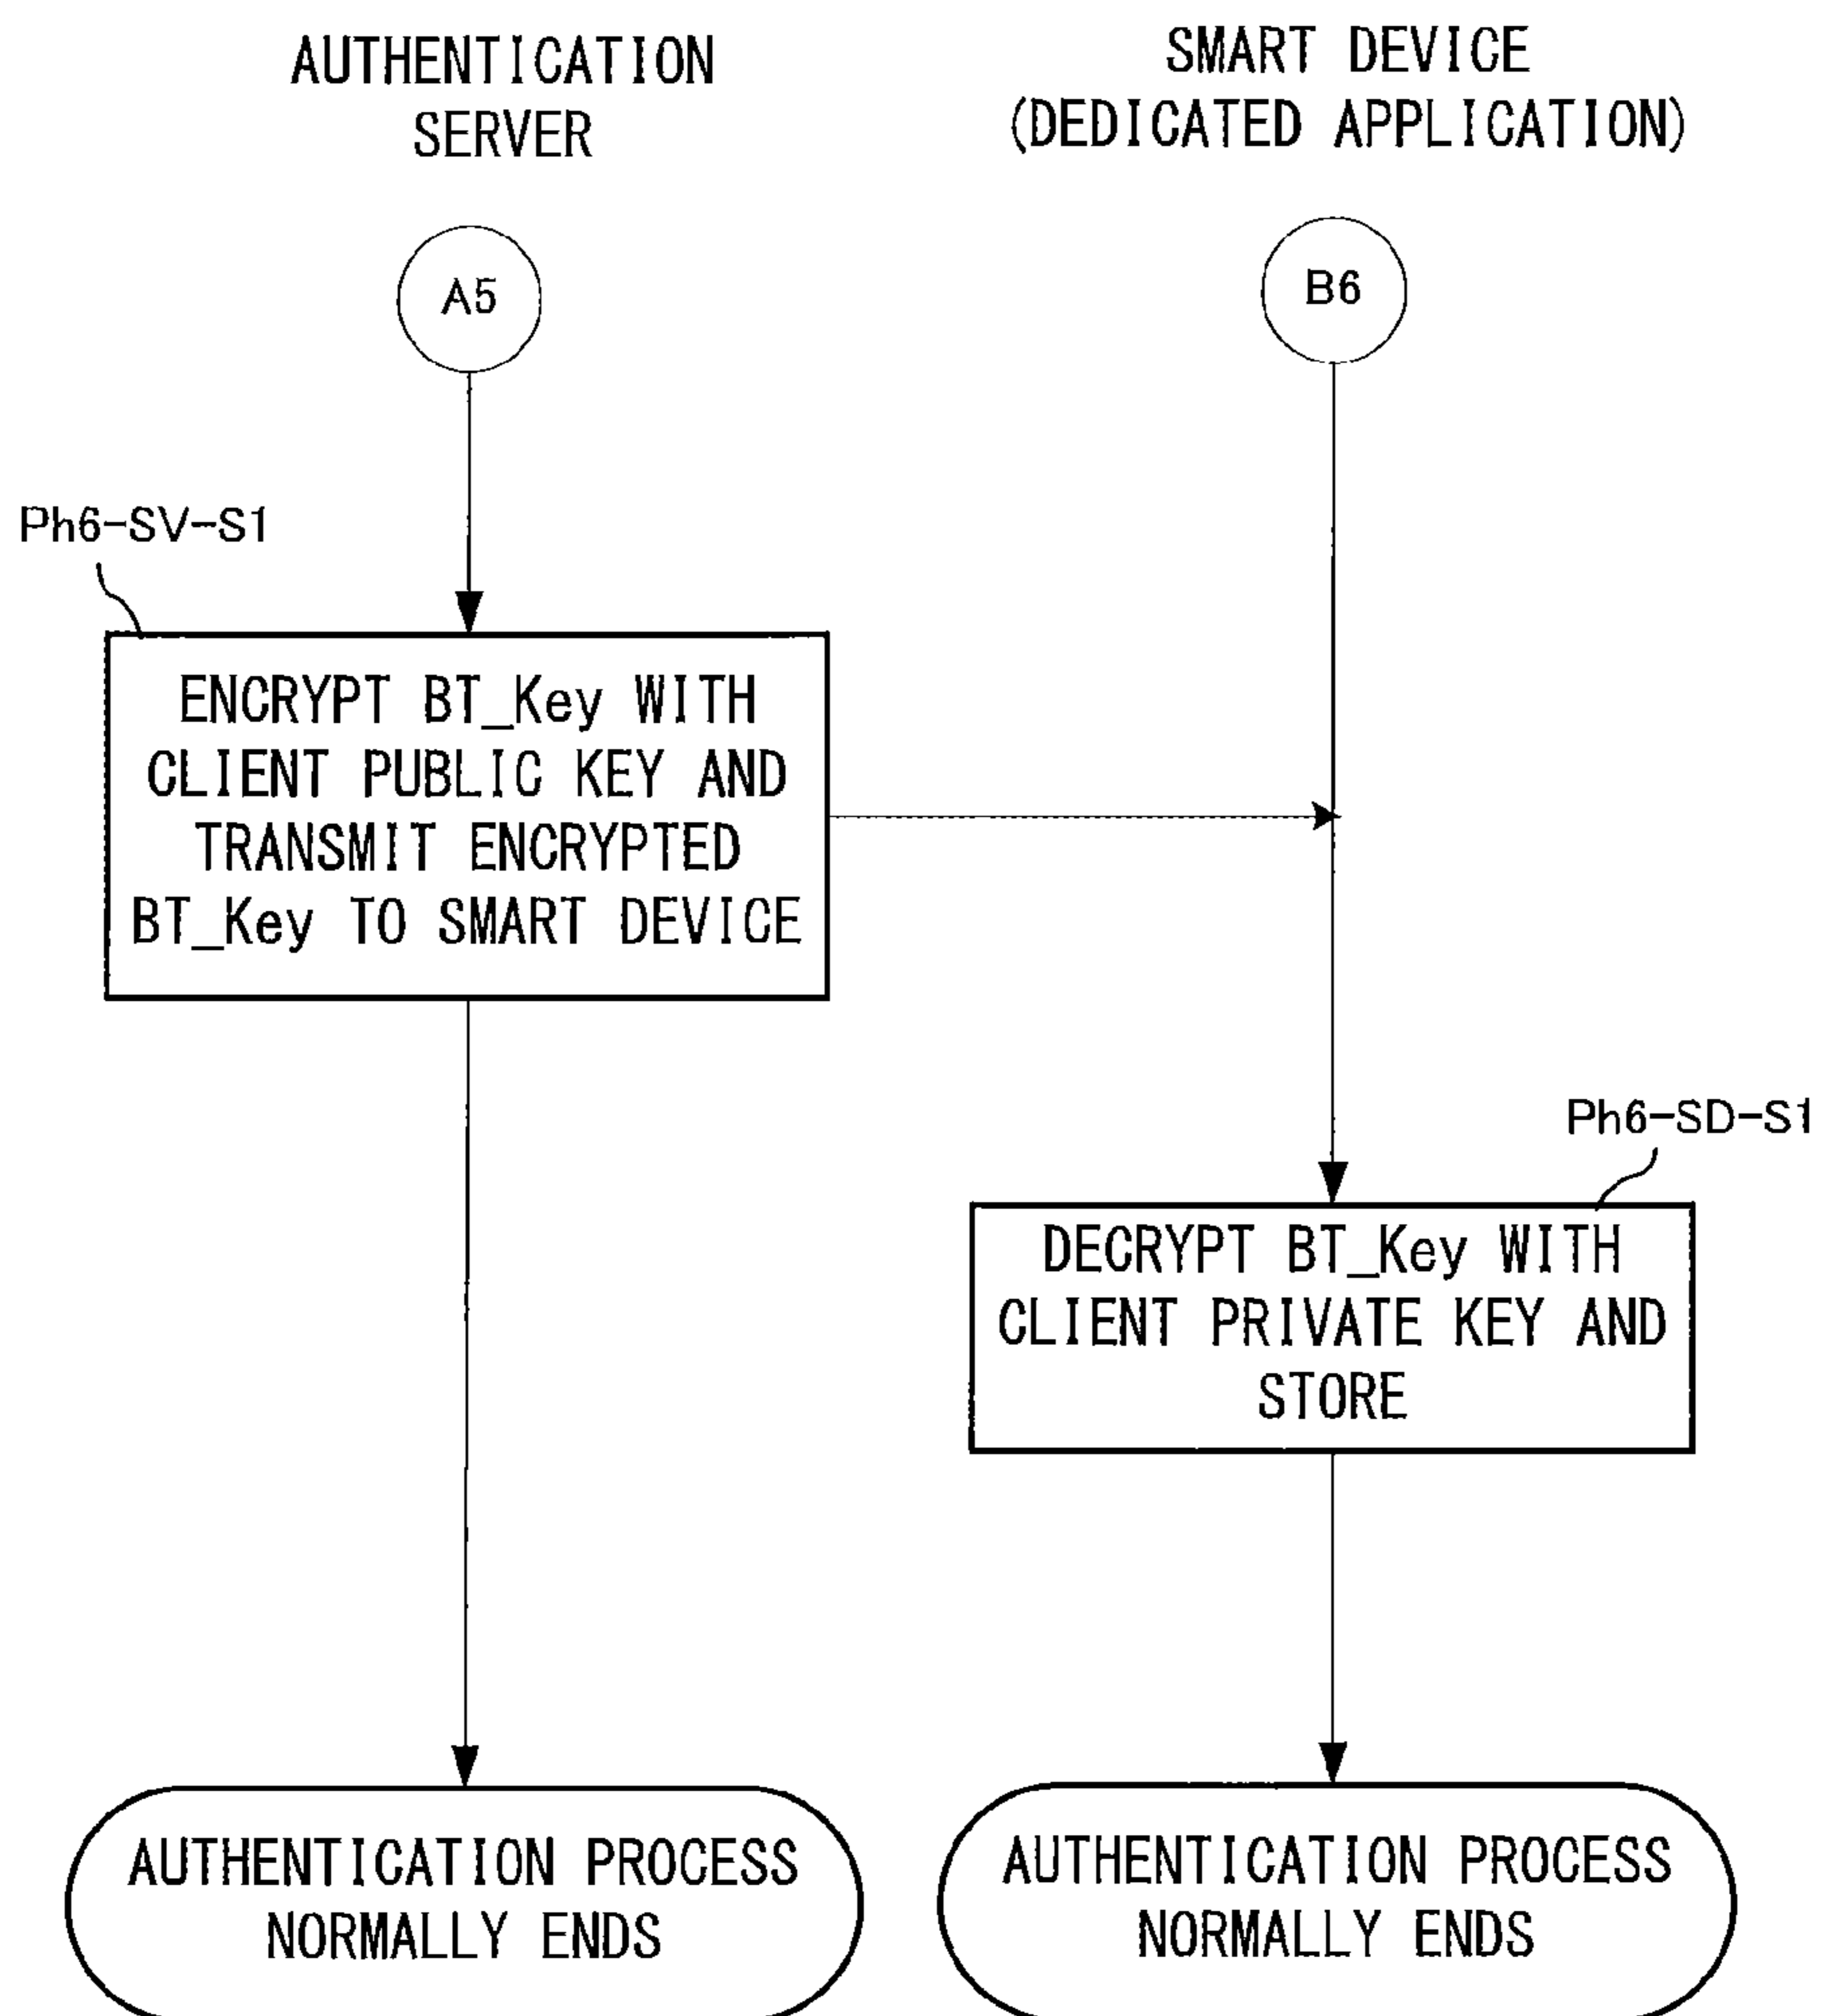 AUTHENTICATION
SERVER
SMART DEVICE
(DEDICATED APPLICATION)
A5
B6
Ph6-SV-S1
ENCRYPT BT_Key WITH
CLIENT PUBLIC KEY AND
TRANSMIT ENCRYPTED
BT_Key TO SMART DEVICE
Ph6-SD-S1
DECRYPT BT_Key WITH
CLIENT PRIVATE KEY AND
STORE
AUTHENTICATION PROCESS
NORMALLY ENDS
AUTHENTICATION PROCESS
NORMALLY ENDS